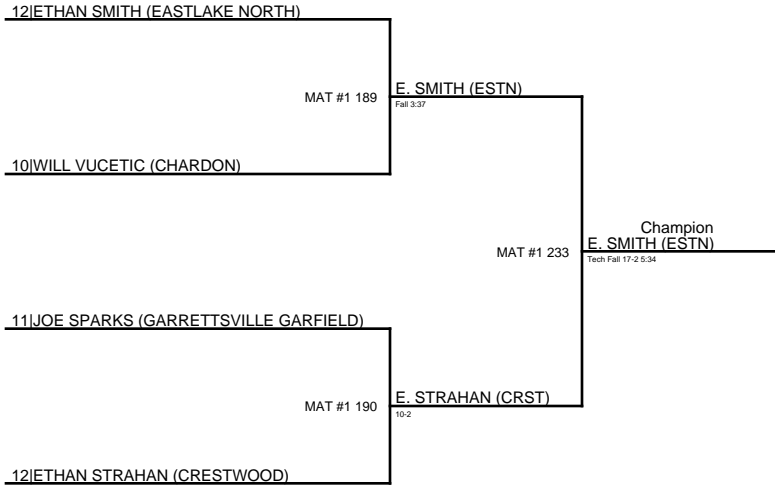 12|ETHAN SMITH (EASTLAKE NORTH)
MAT #1 189
E. SMITH (ESTN)
Fall 3:37
10|WILL VUCETIC (CHARDON)
Champion
MAT #1 233
E. SMITH (ESTN)
Tech Fall 17-2 5:34
11|JOE SPARKS (GARRETTSVILLE GARFIELD)
MAT #1 190
E. STRAHAN (CRST)
10-2
12|ETHAN STRAHAN (CRESTWOOD)